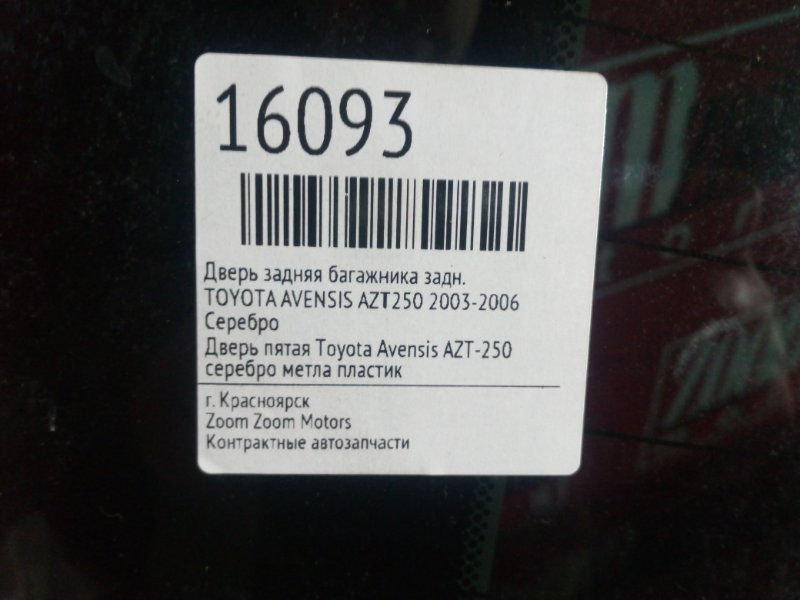 16093
Дверь задняя багажника задн.
TOYOTA AVENSIS AZT250 2003-2006
Серебро
Дверь пятая Toyota Avensis AZT-250
серебро метла пластик
г. Красноярск
Zoom Zoom Motors
Контрактные автозапчасти